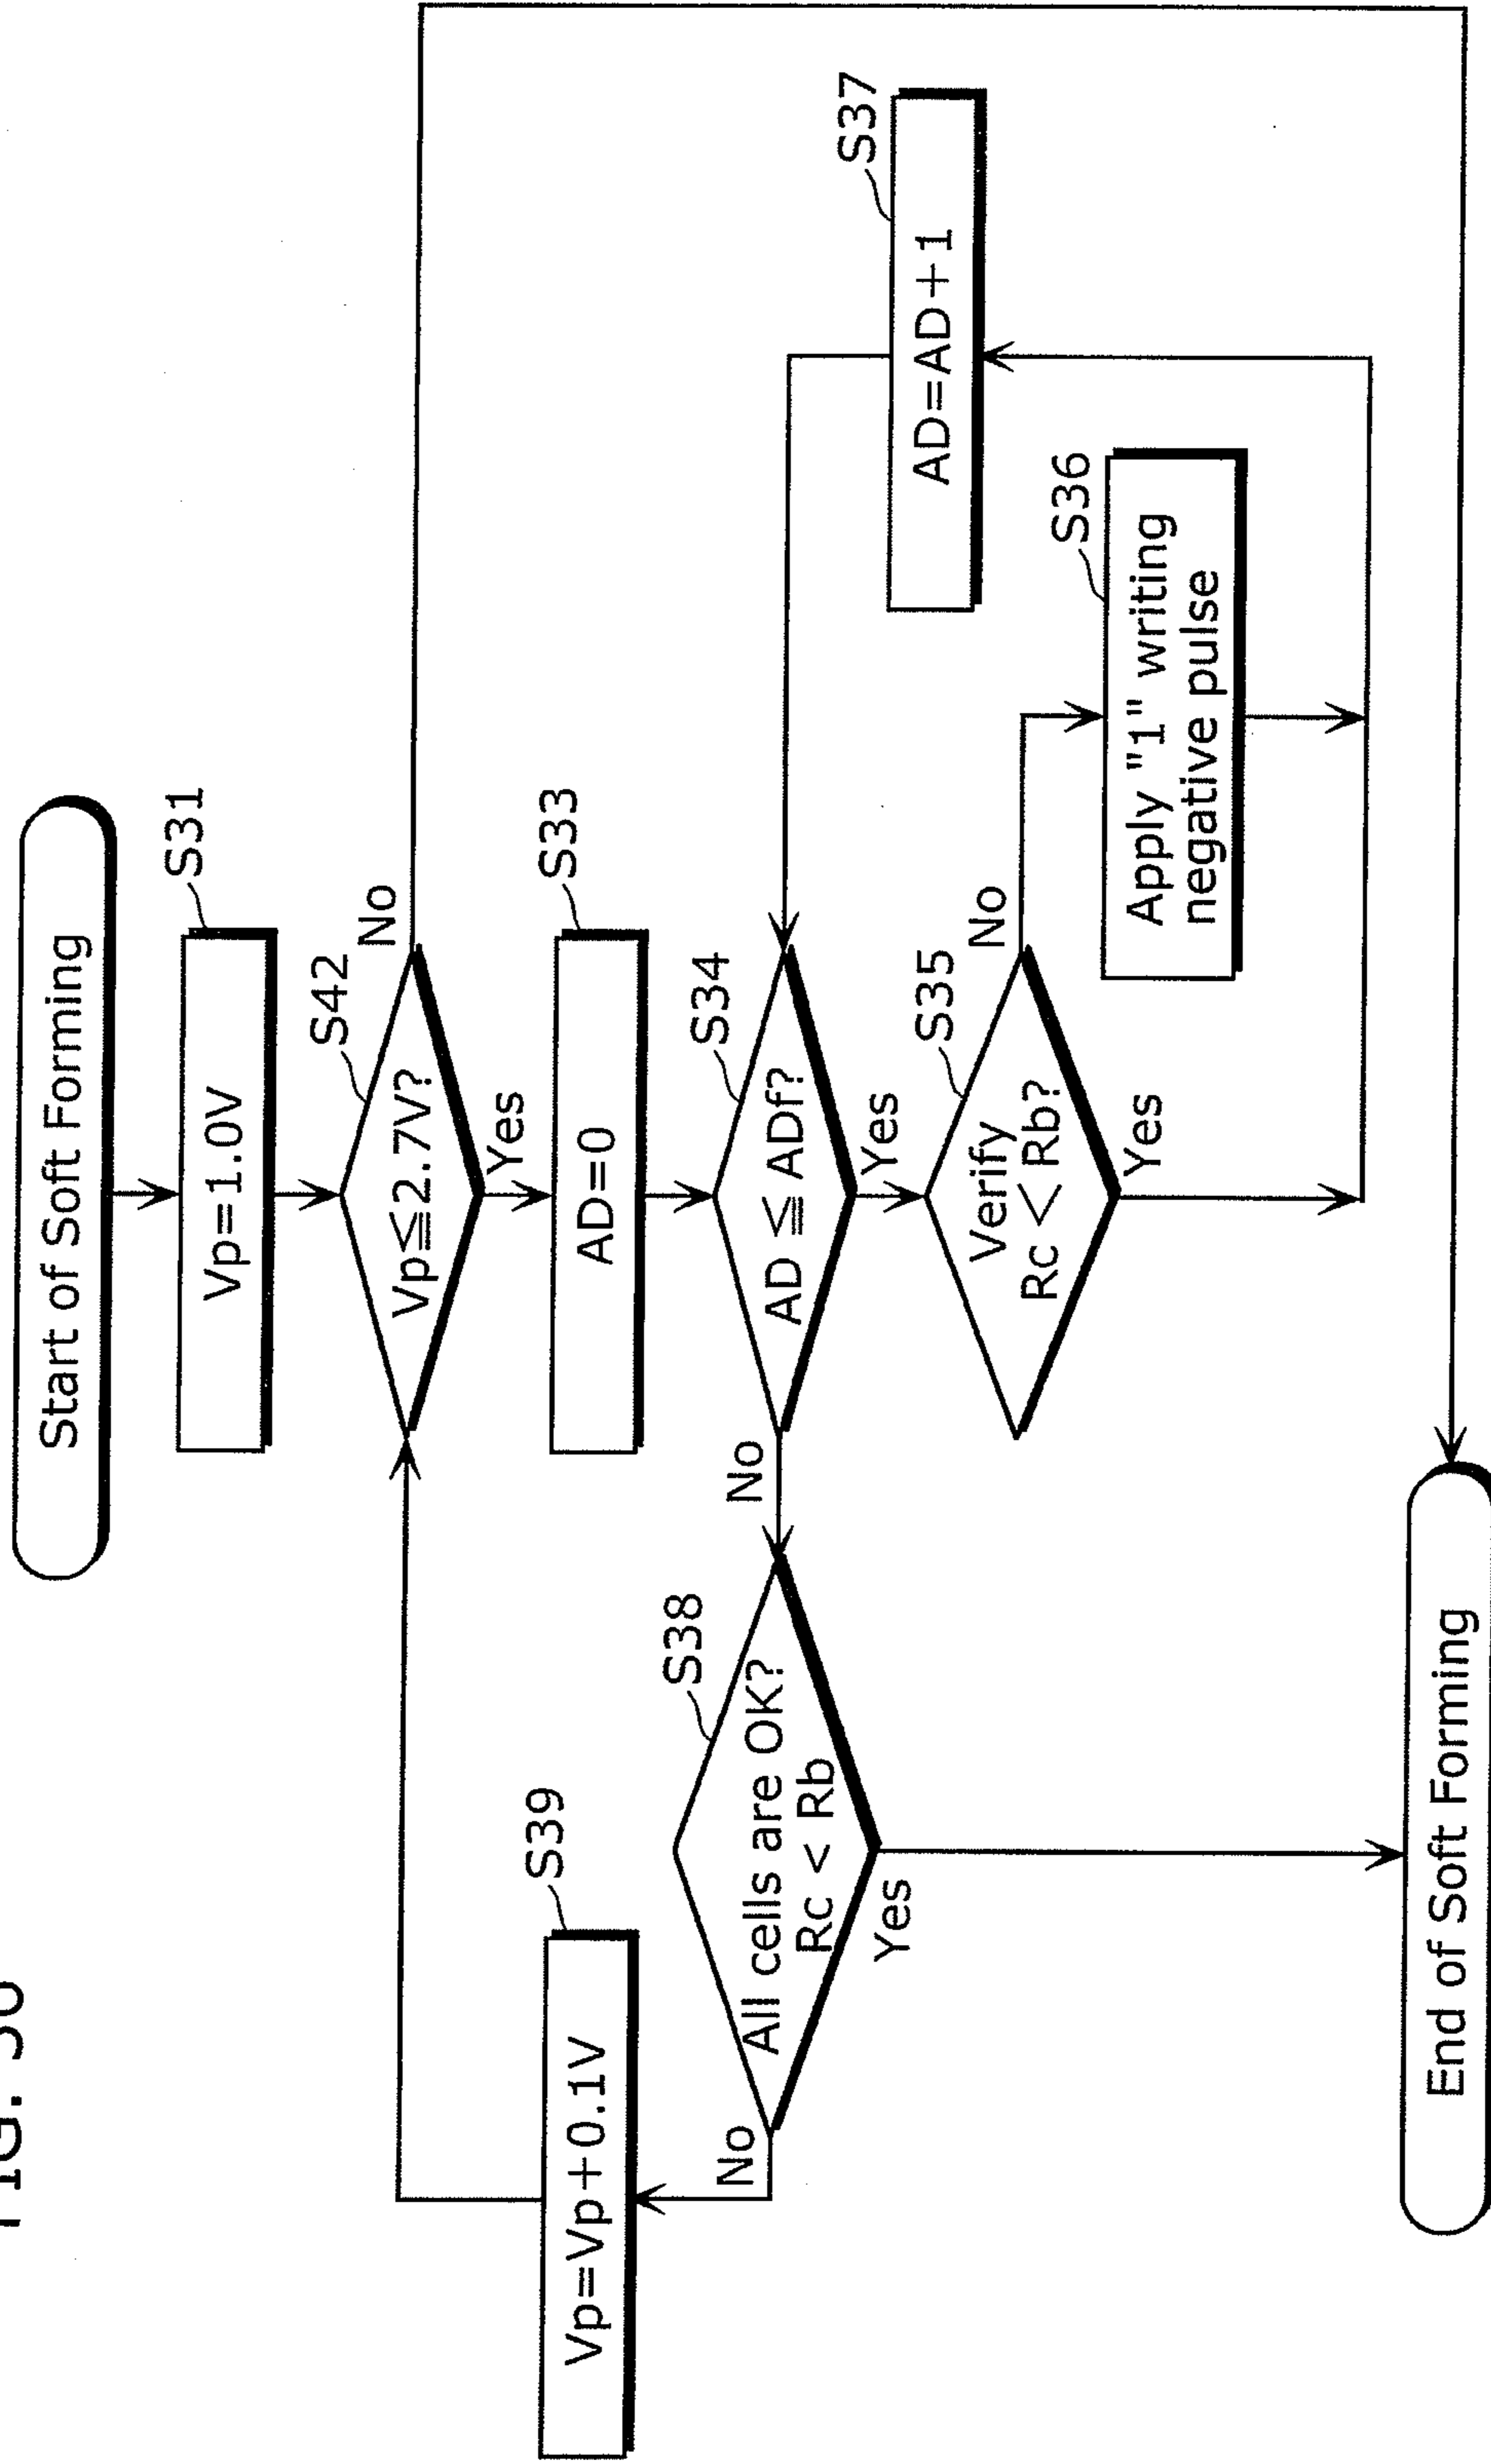 Start of Soft Forming
S31
Vp=1.0V
S42
Vp≦2.7V?
No
Yes
S33
AD=0
S34
AD ≦ ADf?
No
Yes
S35
Verify
Rc < Rb?
No
Yes
S36
Apply "1" writing
negative pulse
S37
AD=AD+1
S38
All cells are OK?
Rc < Rb
No
Yes
S39
Vp=Vp+0.1V
End of Soft Forming